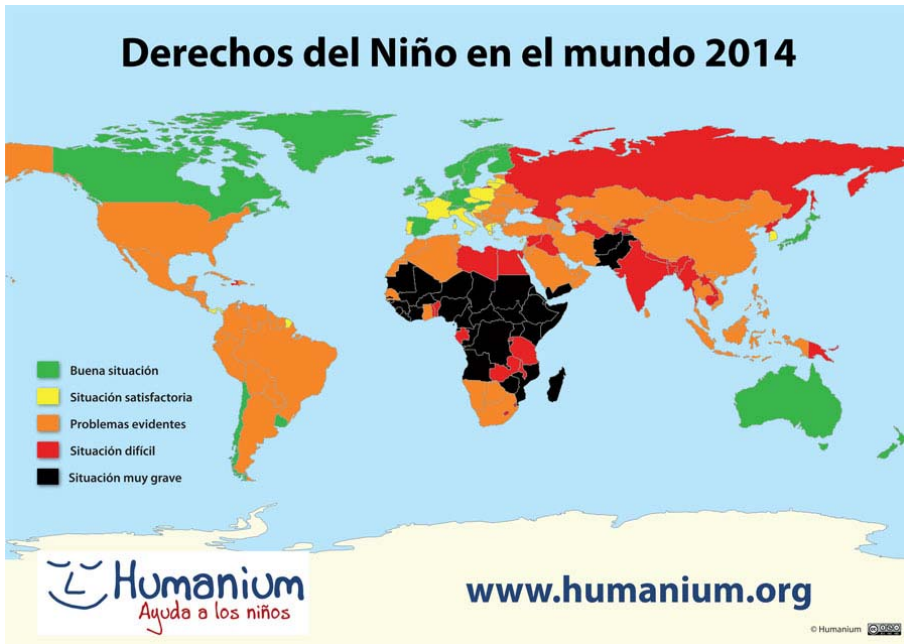 Derechos del Niño en el mundo 2014
Buena situación
Situación satisfactoria
Problemas evidentes
Situación difícil
Situación muy grave
Humanium
Ayuda a los niños
www.humanium.org
© Humanium